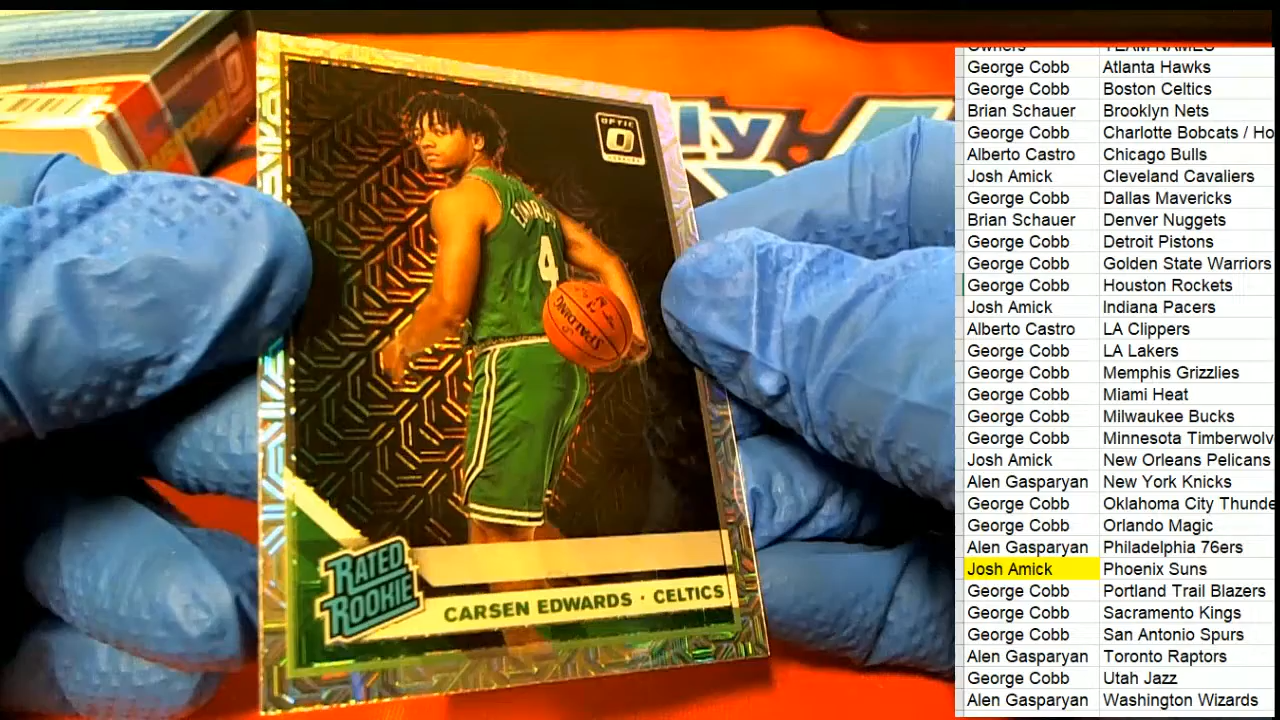 OPTIC
EDWARDS
4
SPALDING
RATED
ROOKIE
CARSEN EDWARDS · CELTICS
Owners TEAM NAMES
George Cobb Atlanta Hawks
George Cobb Boston Celtics
Brian Schauer Brooklyn Nets
George Cobb Charlotte Bobcats / Ho
Alberto Castro Chicago Bulls
Josh Amick Cleveland Cavaliers
George Cobb Dallas Mavericks
Brian Schauer Denver Nuggets
George Cobb Detroit Pistons
George Cobb Golden State Warriors
George Cobb Houston Rockets
Josh Amick Indiana Pacers
Alberto Castro LA Clippers
George Cobb LA Lakers
George Cobb Memphis Grizzlies
George Cobb Miami Heat
George Cobb Milwaukee Bucks
George Cobb Minnesota Timberwolv
Josh Amick New Orleans Pelicans
Alen Gasparyan New York Knicks
George Cobb Oklahoma City Thunde
George Cobb Orlando Magic
Alen Gasparyan Philadelphia 76ers
Josh Amick Phoenix Suns
George Cobb Portland Trail Blazers
George Cobb Sacramento Kings
George Cobb San Antonio Spurs
Alen Gasparyan Toronto Raptors
George Cobb Utah Jazz
Alen Gasparyan Washington Wizards